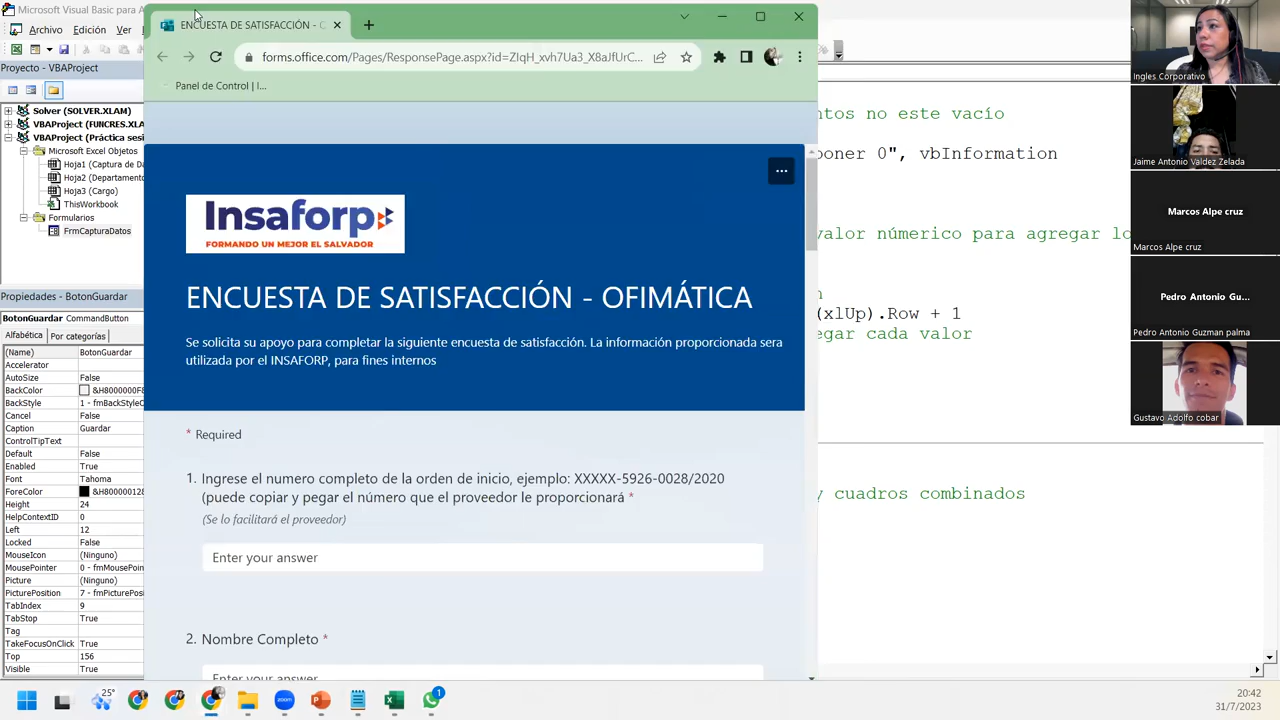 Microsoft Visual Basic para A
Archivo Edición
Proyecto - VBAProject
Solver (SOLVER.XLAM)
VBAProject (FUNCRES.XLAM)
VBAProject (Práctica sesi
Microsoft Excel Objetos
Hoja1 (Captura de Da
Hoja2 (Departamento
Hoja3 (Cargo)
ThisWorkbook
Formularios
FrmCapturaDatos
Propiedades - BotonGuardar
BotonGuardar CommandButton
Alfabética Por categorías
(Name) BotonGuardar
Accelerator
AutoSize False
BackColor &H8000000F&
BackStyle 1 - fmBackStyleO
Cancel False
Caption Guardar
ControlTipText
Default False
Enabled True
Font Tahoma
ForeColor &H80000012&
Height 24
HelpContextID 0
Left 12
Locked False
MouseIcon (Ninguno)
MousePointer 0 - fmMousePoin
Picture (Ninguno)
PicturePosition 7 - fmPicturePosi
TabIndex 9
TabStop True
Tag
TakeFocusOnClick True
Top 156
Visible True
ENCUESTA DE SATISFACCIÓN - O
forms.office.com/Pages/ResponsePage.aspx?id=ZIqH_xvh7Ua3_X8aJfUrC...
Panel de Control | I...
Insaforp
FORMANDO UN MEJOR EL SALVADOR
ENCUESTA DE SATISFACCIÓN - OFIMÁTICA
Se solicita su apoyo para completar la siguiente encuesta de satisfacción. La información proporcionada sera
utilizada por el INSAFORP, para fines internos
* Required
1. Ingrese el numero completo de la orden de inicio, ejemplo: XXXXX-5926-0028/2020
(puede copiar y pegar el número que el proveedor le proporcionará *
(Se lo facilitará el proveedor)
Enter your answer
2. Nombre Completo *
Enter your answer
ntos no este vacío
poner 0", vbInformation
valor númerico para agregar lo
n
(xlUp).Row + 1
egar cada valor
y cuadros combinados
Ingles Corporativo
Jaime Antonio Valdez Zelada
Marcos Alpe cruz
Marcos Alpe cruz
Pedro Antonio Gu...
Pedro Antonio Guzman palma
Gustavo Adolfo cobar
25°
zoom
1
20:42
31/7/2023